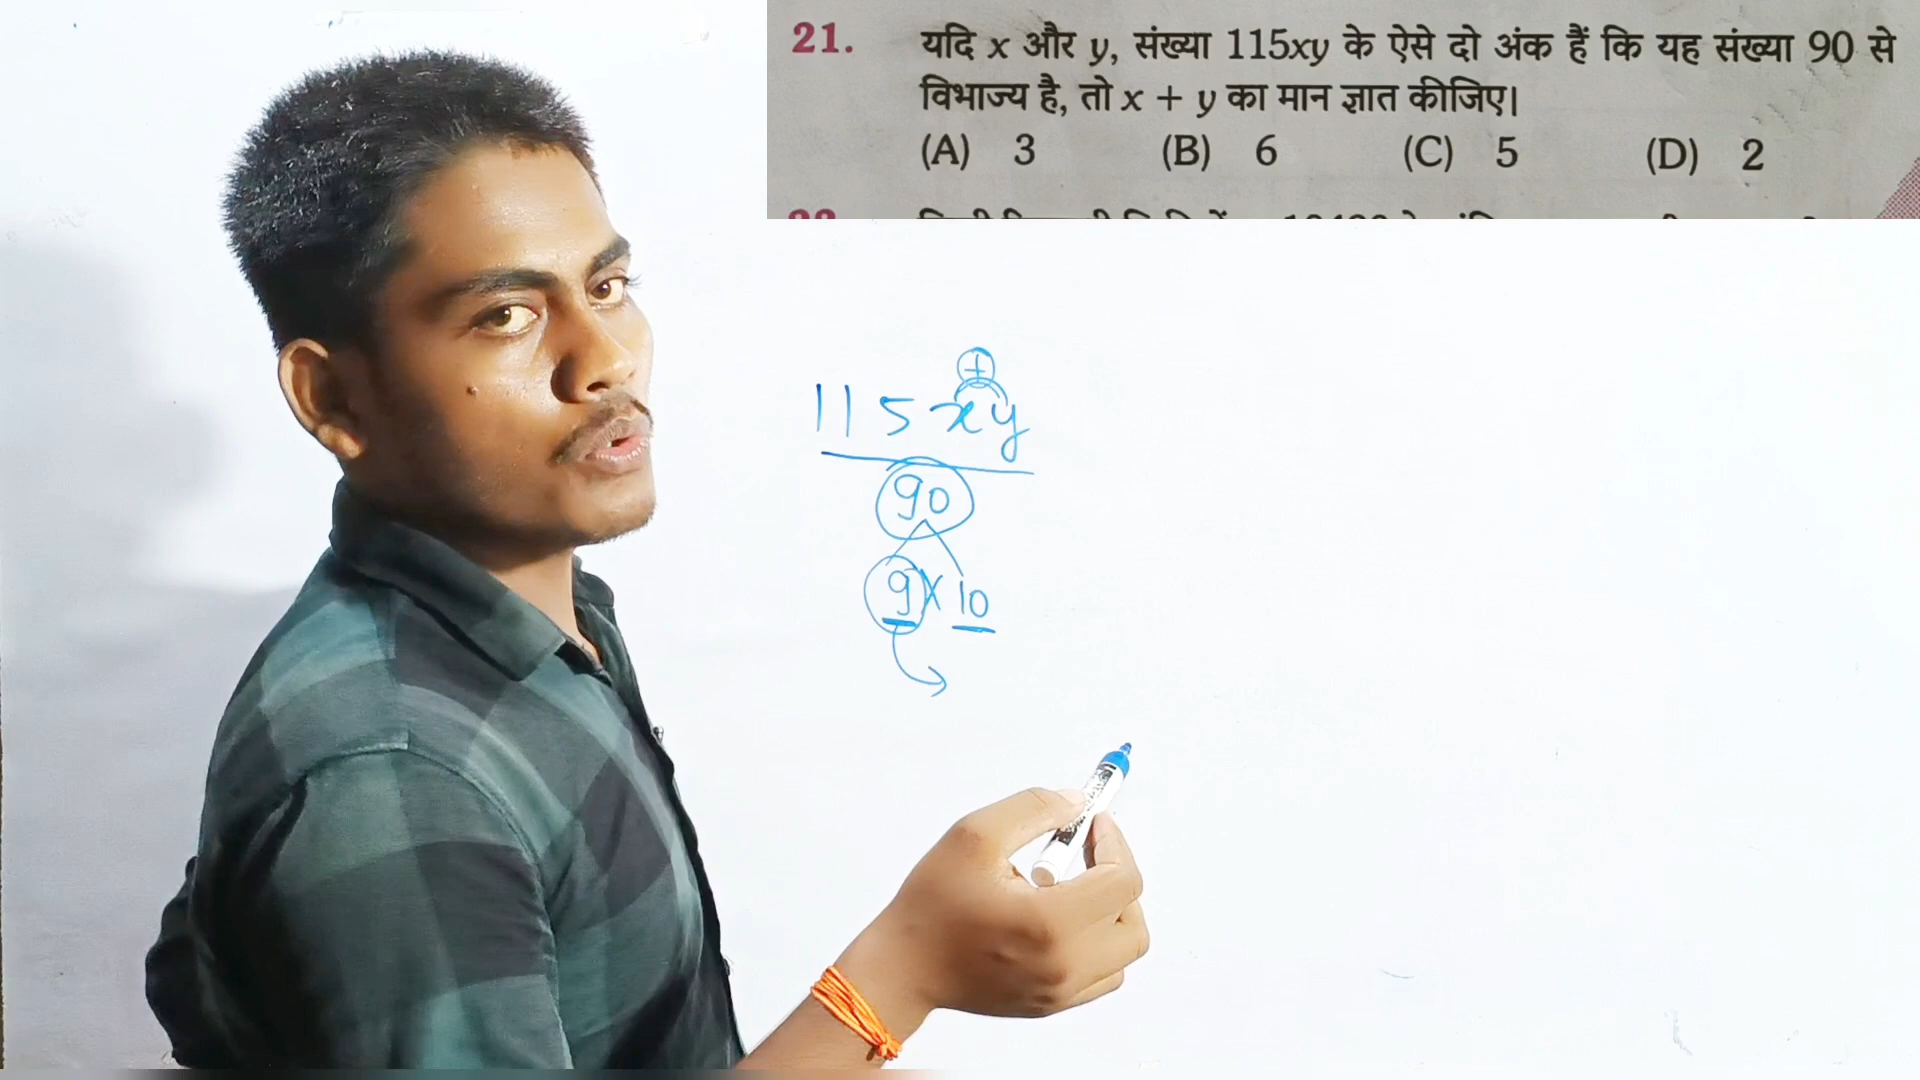 21. यदि x और y, संख्या 115xy के ऐसे दो अंक हैं कि यह संख्या 90 से
विभाज्य है, तो x + y का मान ज्ञात कीजिए।
(A) 3 (B) 6 (C) 5 (D) 2
+
115xy
90
9 x 10